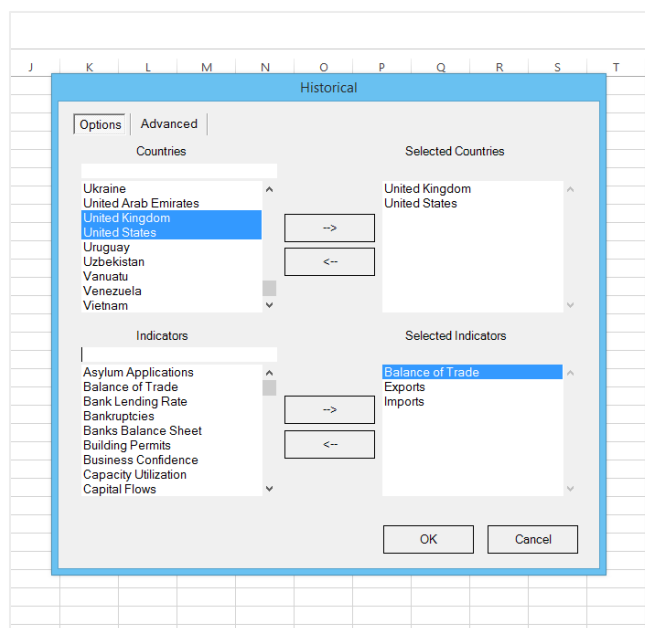 J K L M N O P Q R S T
Historical
Options Advanced
Countries
Ukraine
United Arab Emirates
United Kingdom
United States
Uruguay
Uzbekistan
Vanuatu
Venezuela
Vietnam
-->
<--
Selected Countries
United Kingdom
United States
Indicators
Asylum Applications
Balance of Trade
Bank Lending Rate
Bankruptcies
Banks Balance Sheet
Building Permits
Business Confidence
Capacity Utilization
Capital Flows
-->
<--
Selected Indicators
Balance of Trade
Exports
Imports
OK Cancel